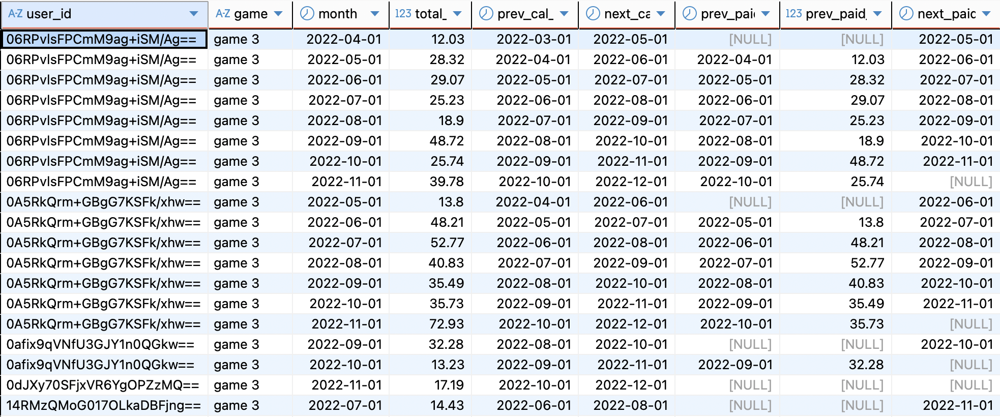 A-Z user_id A-Z game month 123 total_ prev_cal_ next_ca prev_pai 123 prev_paid_ next_paid
06RPvlsFPCmM9ag+iSM/Ag== game 3 2022-04-01 12.03 2022-03-01 2022-05-01 [NULL] [NULL] 2022-05-01
06RPvlsFPCmM9ag+iSM/Ag== game 3 2022-05-01 28.32 2022-04-01 2022-06-01 2022-04-01 12.03 2022-06-01
06RPvlsFPCmM9ag+iSM/Ag== game 3 2022-06-01 29.07 2022-05-01 2022-07-01 2022-05-01 28.32 2022-07-01
06RPvlsFPCmM9ag+iSM/Ag== game 3 2022-07-01 25.23 2022-06-01 2022-08-01 2022-06-01 29.07 2022-08-01
06RPvlsFPCmM9ag+iSM/Ag== game 3 2022-08-01 18.9 2022-07-01 2022-09-01 2022-07-01 25.23 2022-09-01
06RPvlsFPCmM9ag+iSM/Ag== game 3 2022-09-01 48.72 2022-08-01 2022-10-01 2022-08-01 18.9 2022-10-01
06RPvlsFPCmM9ag+iSM/Ag== game 3 2022-10-01 25.74 2022-09-01 2022-11-01 2022-09-01 48.72 2022-11-01
06RPvlsFPCmM9ag+iSM/Ag== game 3 2022-11-01 39.78 2022-10-01 2022-12-01 2022-10-01 25.74 [NULL]
0A5RkQrm+GBgG7KSFk/xhw== game 3 2022-05-01 13.8 2022-04-01 2022-06-01 [NULL] [NULL] 2022-06-01
0A5RkQrm+GBgG7KSFk/xhw== game 3 2022-06-01 48.21 2022-05-01 2022-07-01 2022-05-01 13.8 2022-07-01
0A5RkQrm+GBgG7KSFk/xhw== game 3 2022-07-01 52.77 2022-06-01 2022-08-01 2022-06-01 48.21 2022-08-01
0A5RkQrm+GBgG7KSFk/xhw== game 3 2022-08-01 40.83 2022-07-01 2022-09-01 2022-07-01 52.77 2022-09-01
0A5RkQrm+GBgG7KSFk/xhw== game 3 2022-09-01 35.49 2022-08-01 2022-10-01 2022-08-01 40.83 2022-10-01
0A5RkQrm+GBgG7KSFk/xhw== game 3 2022-10-01 35.73 2022-09-01 2022-11-01 2022-09-01 35.49 2022-11-01
0A5RkQrm+GBgG7KSFk/xhw== game 3 2022-11-01 72.93 2022-10-01 2022-12-01 2022-10-01 35.73 [NULL]
0afix9qVNfU3GJY1n0QGkw== game 3 2022-09-01 32.28 2022-08-01 2022-10-01 [NULL] [NULL] 2022-10-01
0afix9qVNfU3GJY1n0QGkw== game 3 2022-10-01 13.23 2022-09-01 2022-11-01 2022-09-01 32.28 [NULL]
0dJXy70SFjxVR6YgOPZzMQ== game 3 2022-11-01 17.19 2022-10-01 2022-12-01 [NULL] [NULL] [NULL]
14RMzQMoG017OLkaDBFjng== game 3 2022-07-01 14.43 2022-06-01 2022-08-01 [NULL] [NULL] 2022-11-01